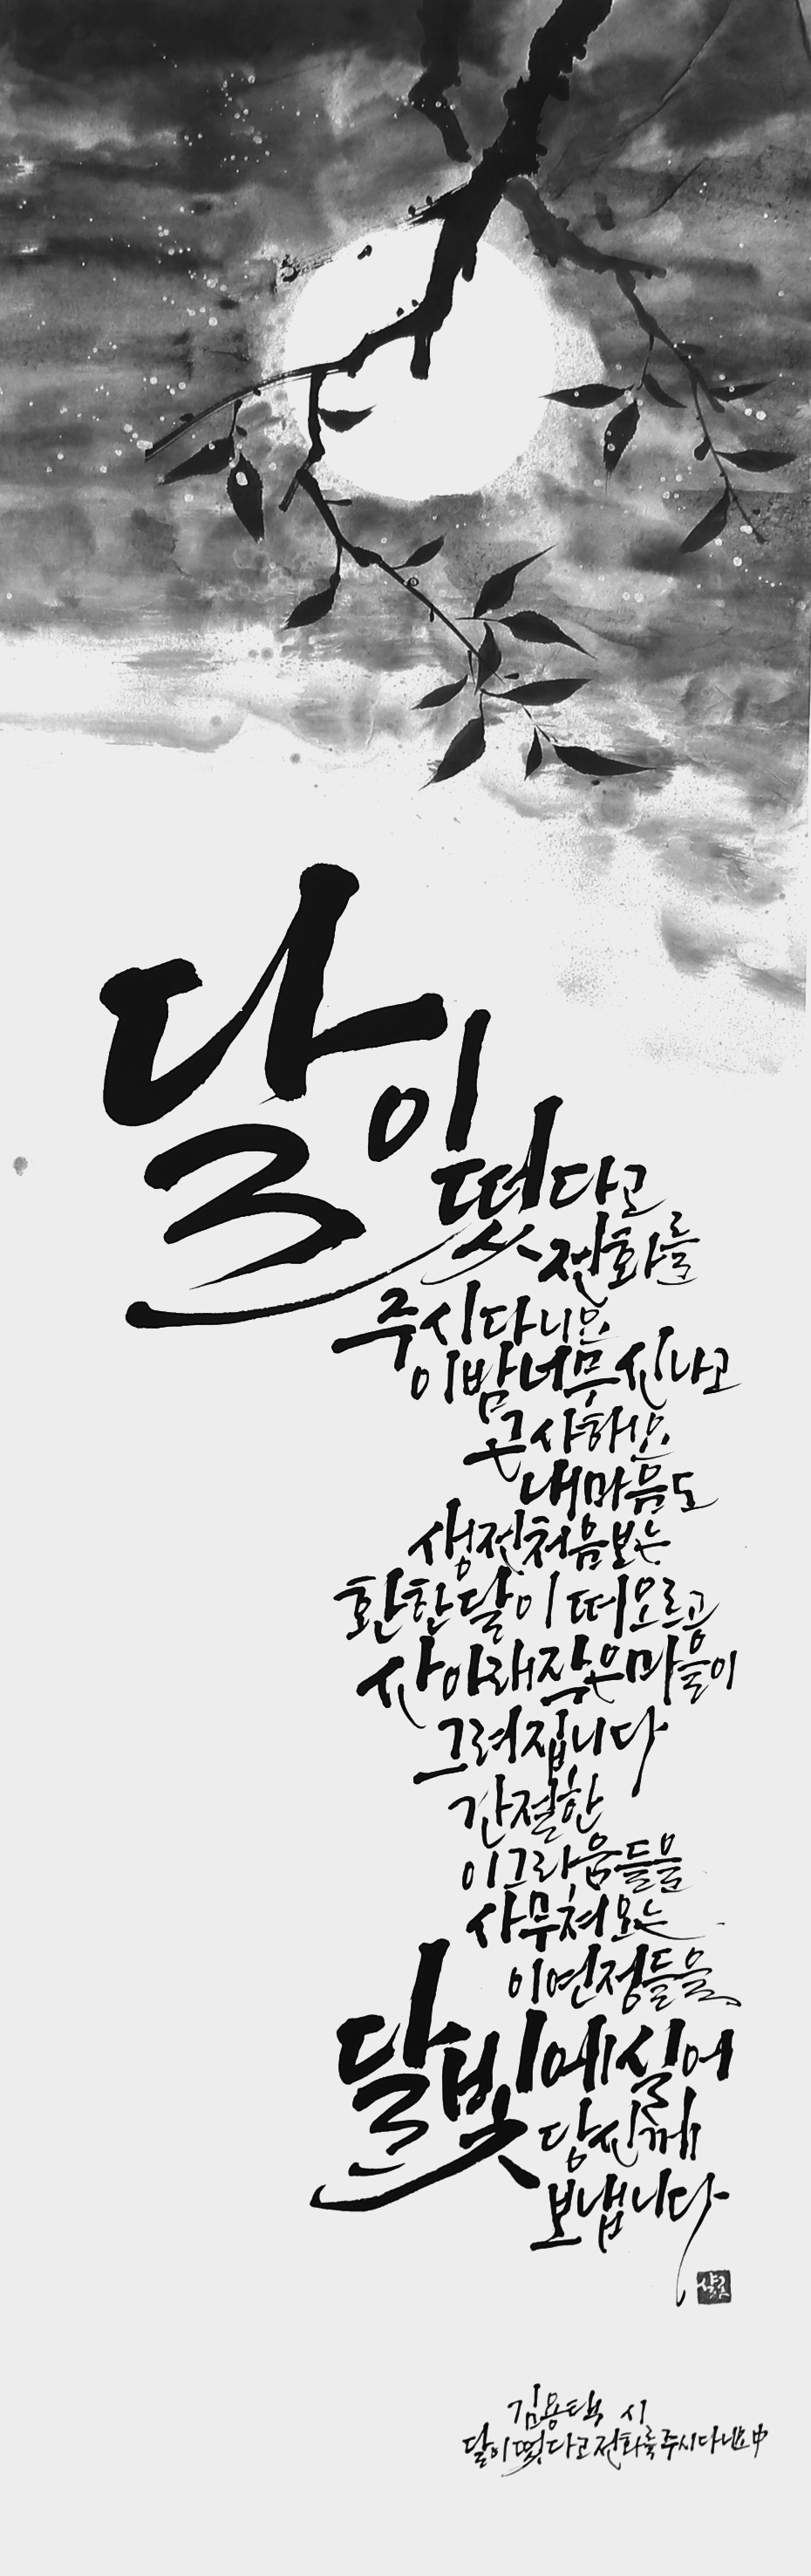 달이
떴다고
전화를
주시다니요
이밤 너무 신나고
근사해요
내 마음도
생전 처음 보는
환한 달이 떠오르고
산 아래 작은 마을이
그려집니다
간절한
이 그리움들을
사무쳐 오는
이 연정들을
달빛에 실어
당신께
보냅니다
김용택 시
달이 떴다고 전화를 주시다니요 中